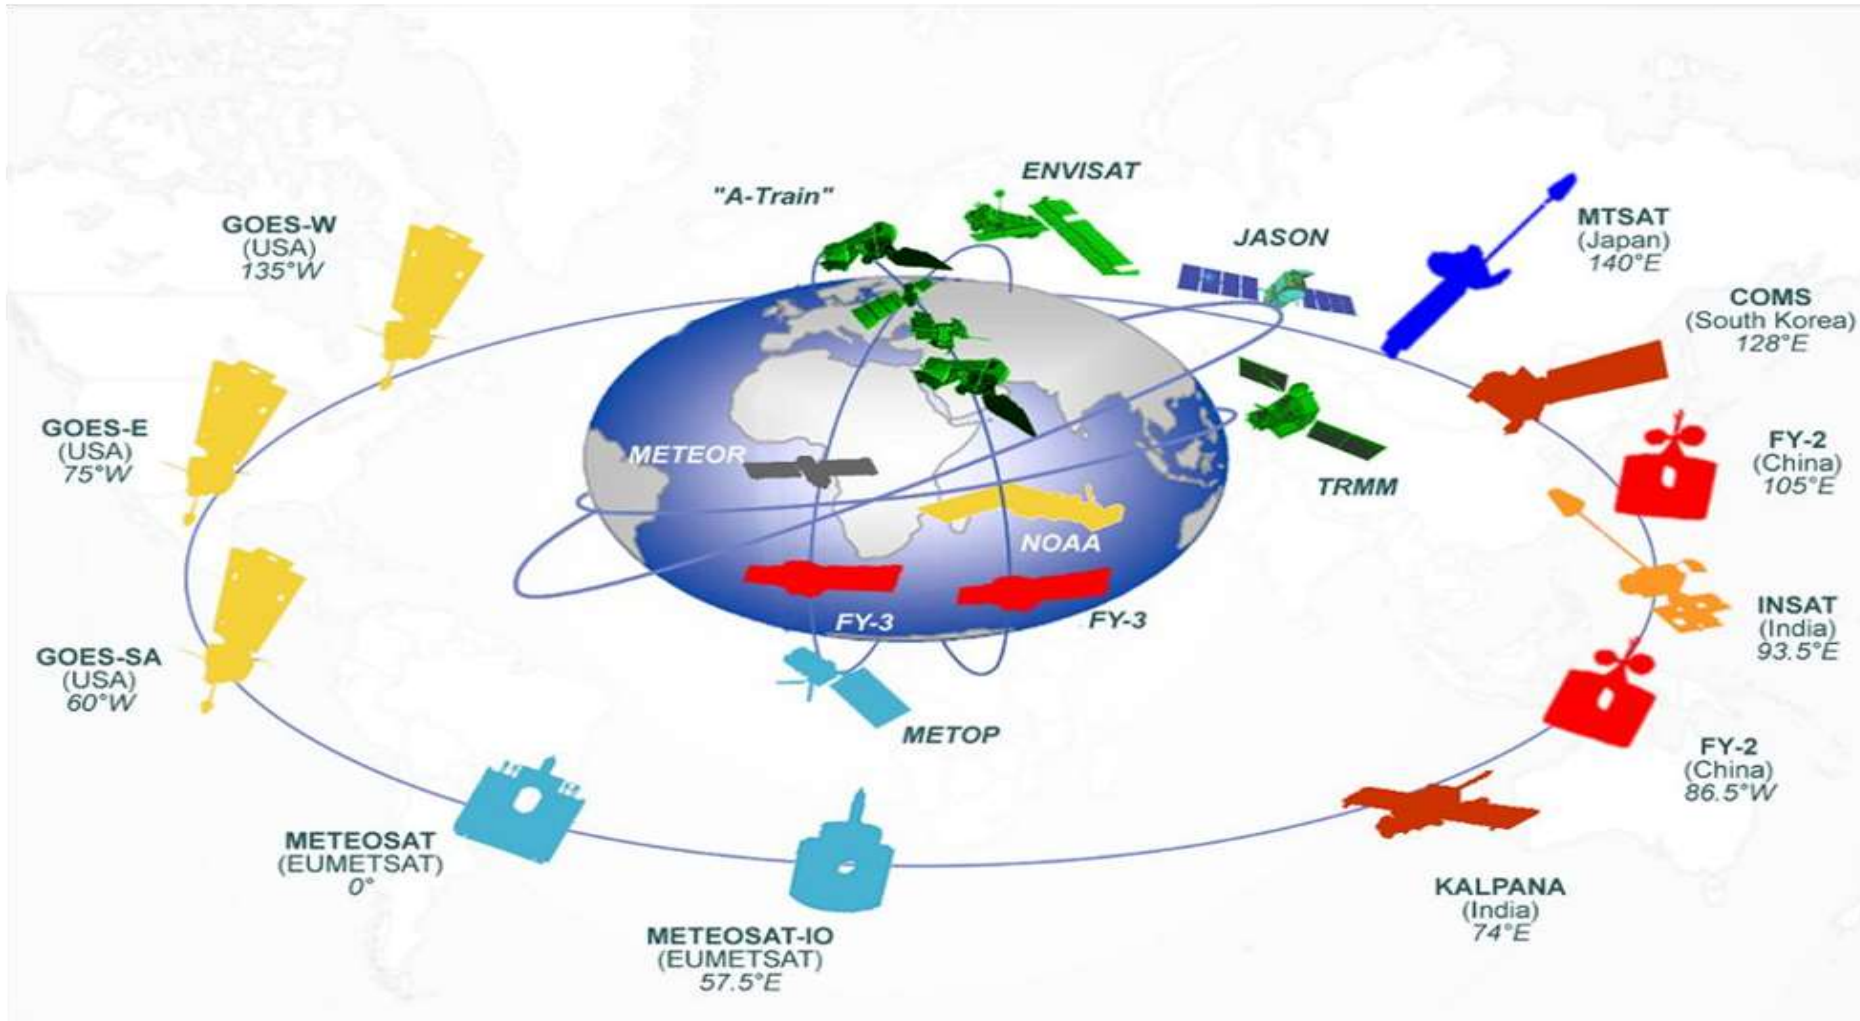 "A-Train"
ENVISAT
JASON
GOES-W
(USA)
135°W
MTSAT
(Japan)
140°E
COMS
(South Korea)
128°E
GOES-E
(USA)
75°W
METEOR
FY-2
(China)
105°E
TRMM
NOAA
FY-3
FY-3
INSAT
(India)
93.5°E
GOES-SA
(USA)
60°W
METOP
FY-2
(China)
86.5°W
METEOSAT
(EUMETSAT)
0°
KALPANA
(India)
74°E
METEOSAT-IO
(EUMETSAT)
57.5°E